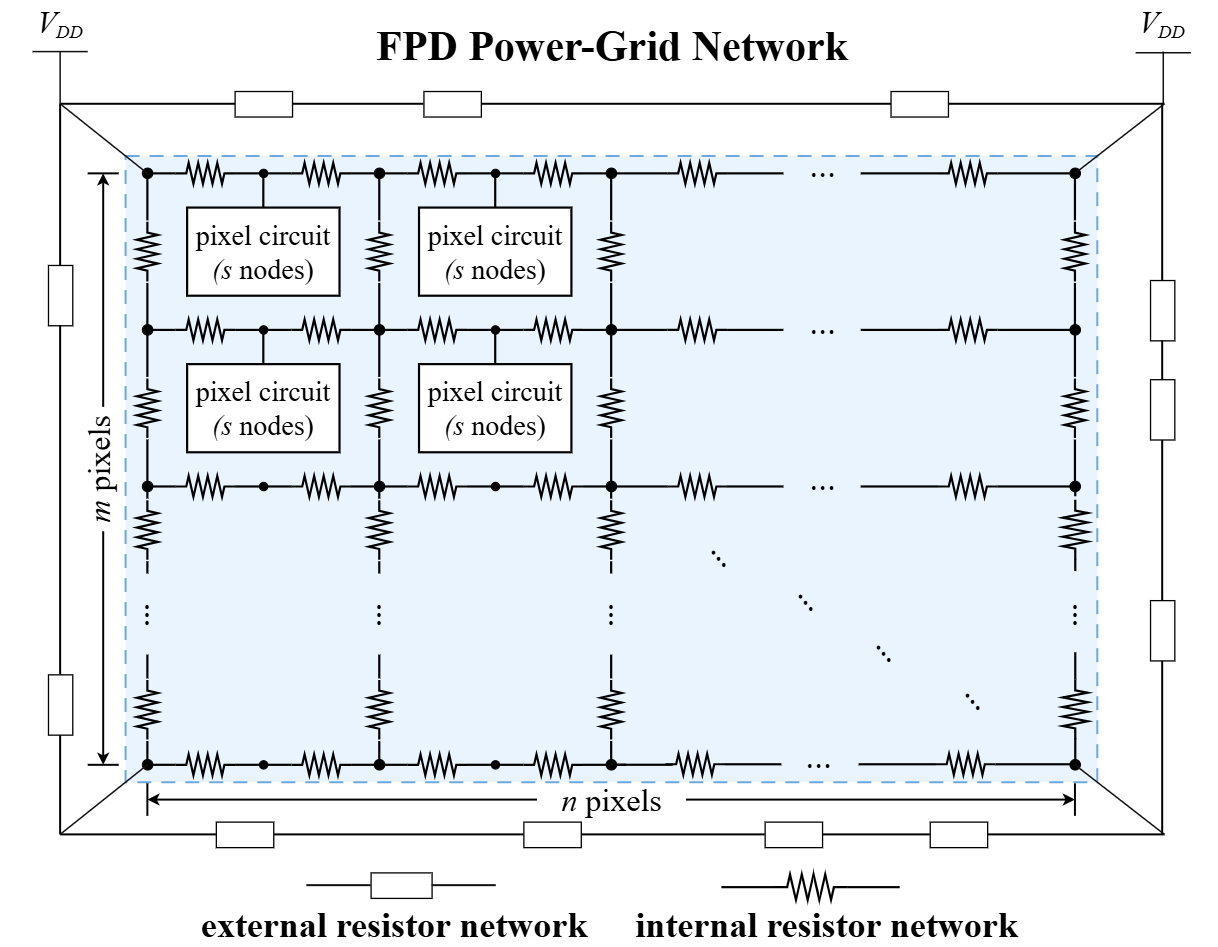 V_DD
V_DD
FPD Power-Grid Network
...
pixel circuit
(s nodes)
pixel circuit
(s nodes)
...
pixel circuit
(s nodes)
pixel circuit
(s nodes)
m pixels
...
...
n pixels
external resistor network
internal resistor network